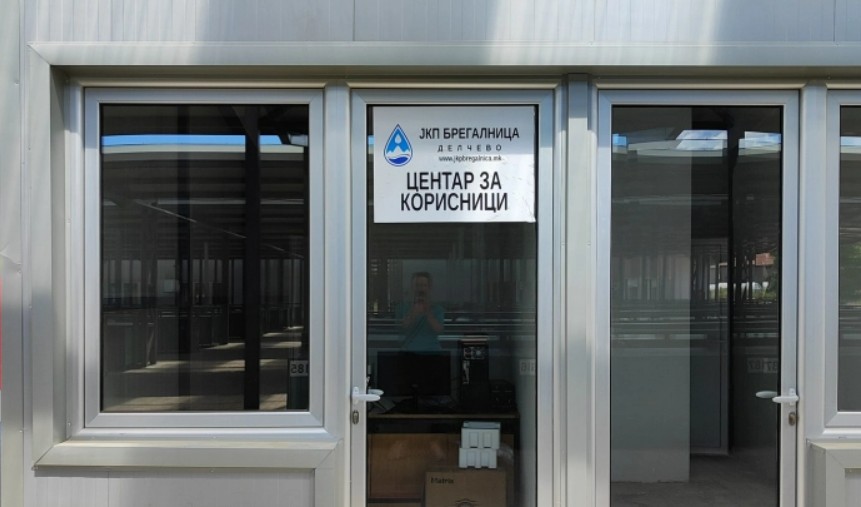 ЈКП БРЕГАЛНИЦА
ДЕЛЧЕВО
www.jkpbregalnica.mk
ЦЕНТАР ЗА
КОРИСНИЦИ